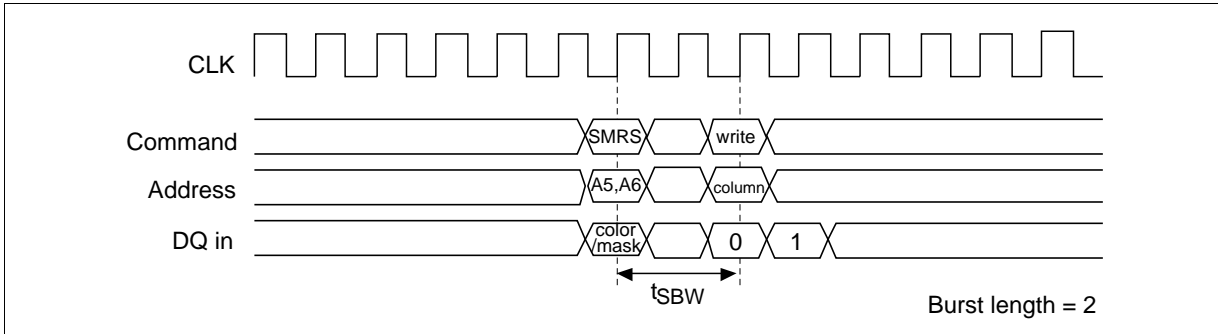 CLK
Command SMRS write
Address A5,A6 column
DQ in color
/mask 0 1
tSBW
Burst length = 2